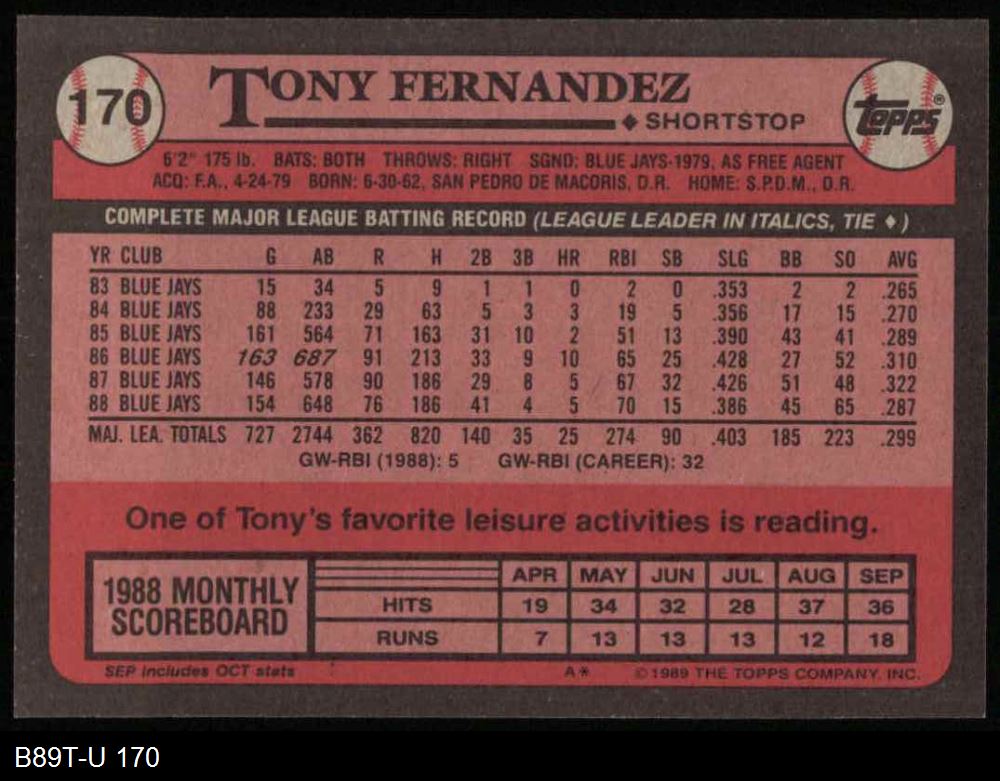 170
TONY FERNANDEZ
♦ SHORTSTOP
Topps®
6'2" 175 lb. BATS: BOTH THROWS: RIGHT SGND: BLUE JAYS-1979, AS FREE AGENT
ACQ: F.A., 4-24-79 BORN: 6-30-62, SAN PEDRO DE MACORIS, D.R. HOME: S.P.D.M., D.R.
COMPLETE MAJOR LEAGUE BATTING RECORD (LEAGUE LEADER IN ITALICS, TIE ♦)
YR CLUB G AB R H 2B 3B HR RBI SB SLG BB SO AVG
83 BLUE JAYS 15 34 5 9 1 1 0 2 0 .353 2 2 .265
84 BLUE JAYS 88 233 29 63 5 3 3 19 5 .356 17 15 .270
85 BLUE JAYS 161 564 71 163 31 10 2 51 13 .390 43 41 .289
86 BLUE JAYS 163 687 91 213 33 9 10 65 25 .428 27 52 .310
87 BLUE JAYS 146 578 90 186 29 8 5 67 32 .426 51 48 .322
88 BLUE JAYS 154 648 76 186 41 4 5 70 15 .386 45 65 .287
MAJ. LEA. TOTALS 727 2744 362 820 140 35 25 274 90 .403 185 223 .299
GW-RBI (1988): 5 GW-RBI (CAREER): 32
One of Tony's favorite leisure activities is reading.
1988 MONTHLY
SCOREBOARD
APR MAY JUN JUL AUG SEP
HITS 19 34 32 28 37 36
RUNS 7 13 13 13 12 18
SEP includes OCT stats A* ©1989 THE TOPPS COMPANY, INC.
B89T-U 170